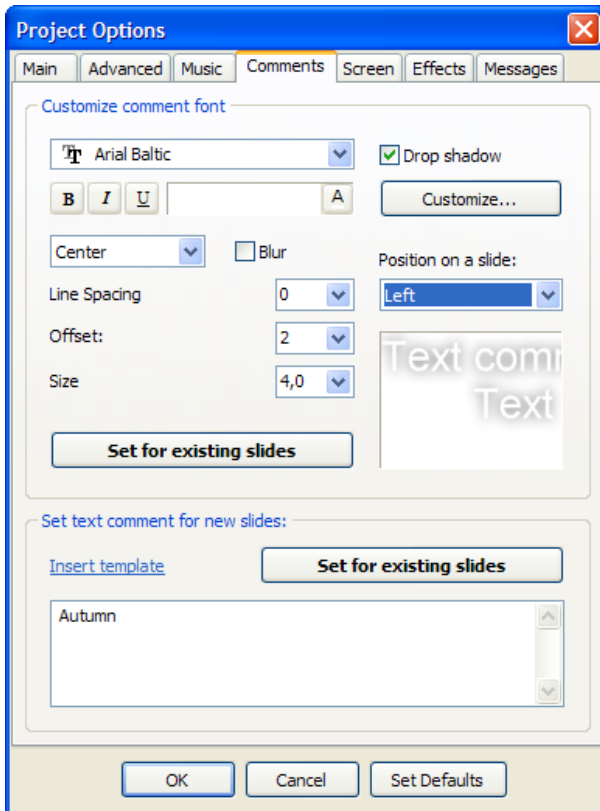 Project Options
Main Advanced Music Comments Screen Effects Messages
Customize comment font
Arial Baltic
Drop shadow
B I U A
Customize...
Center
Blur
Position on a slide:
Line Spacing 0
Left
Offset: 2
Text comm
Size 4,0
Text
Set for existing slides
Set text comment for new slides:
Insert template
Set for existing slides
Autumn
OK Cancel Set Defaults